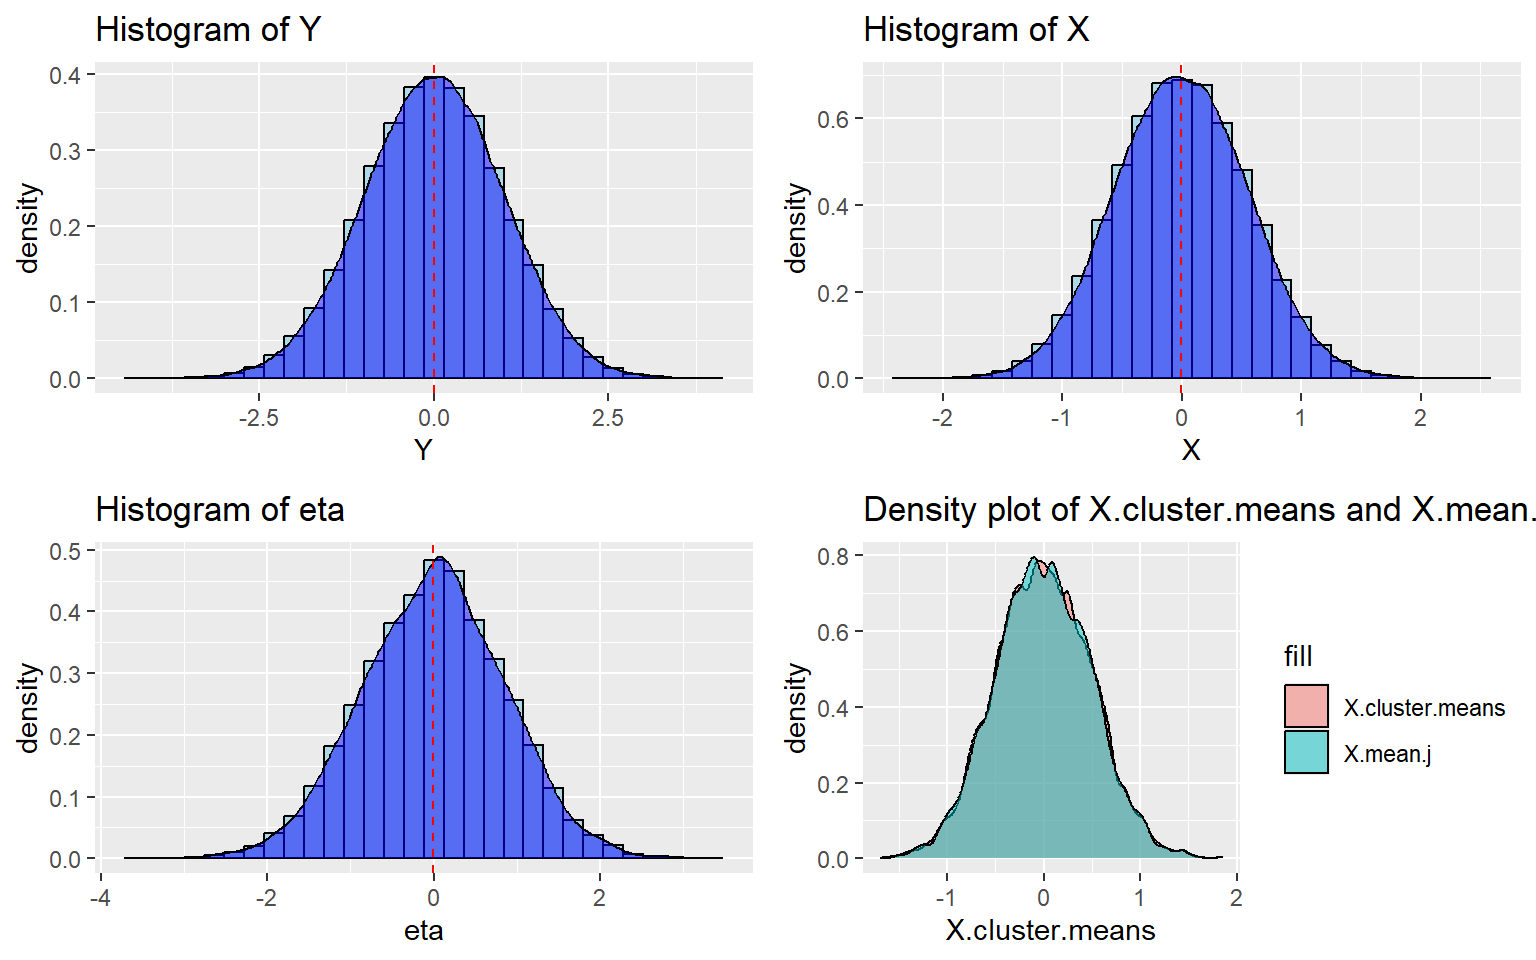 Histogram of Y
0.4
0.3
0.2
0.1
0.0
density
-2.5
0.0
2.5
Y
Histogram of X
0.6
0.4
0.2
0.0
density
-2
-1
0
1
2
X
Histogram of eta
0.5
0.4
0.3
0.2
0.1
0.0
density
-4
-2
0
2
eta
Density plot of X.cluster.means and X.mean.
0.8
0.6
0.4
0.2
0.0
density
-1
0
1
2
X.cluster.means
fill
X.cluster.means
X.mean.j